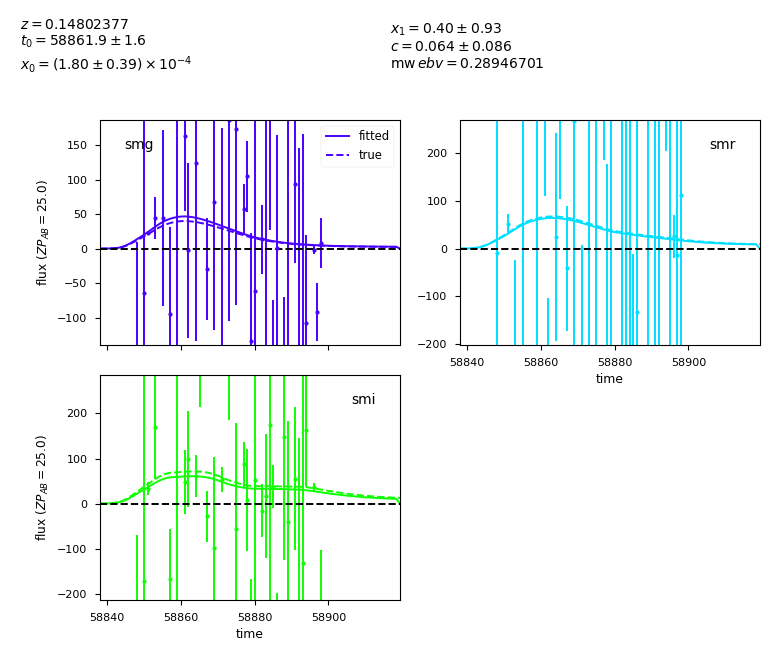 z = 0.14802377
t₀ = 58861.9 ± 1.6
x₀ = (1.80 ± 0.39) × 10⁻⁴
x₁ = 0.40 ± 0.93
c = 0.064 ± 0.086
mw ebv = 0.28946701
smg
fitted
true
150
100
50
0
−50
−100
flux (ZP_AB = 25.0)
smr
200
100
0
−100
−200
58840 58860 58880 58900
time
smi
200
100
0
−100
−200
flux (ZP_AB = 25.0)
58840 58860 58880 58900
time